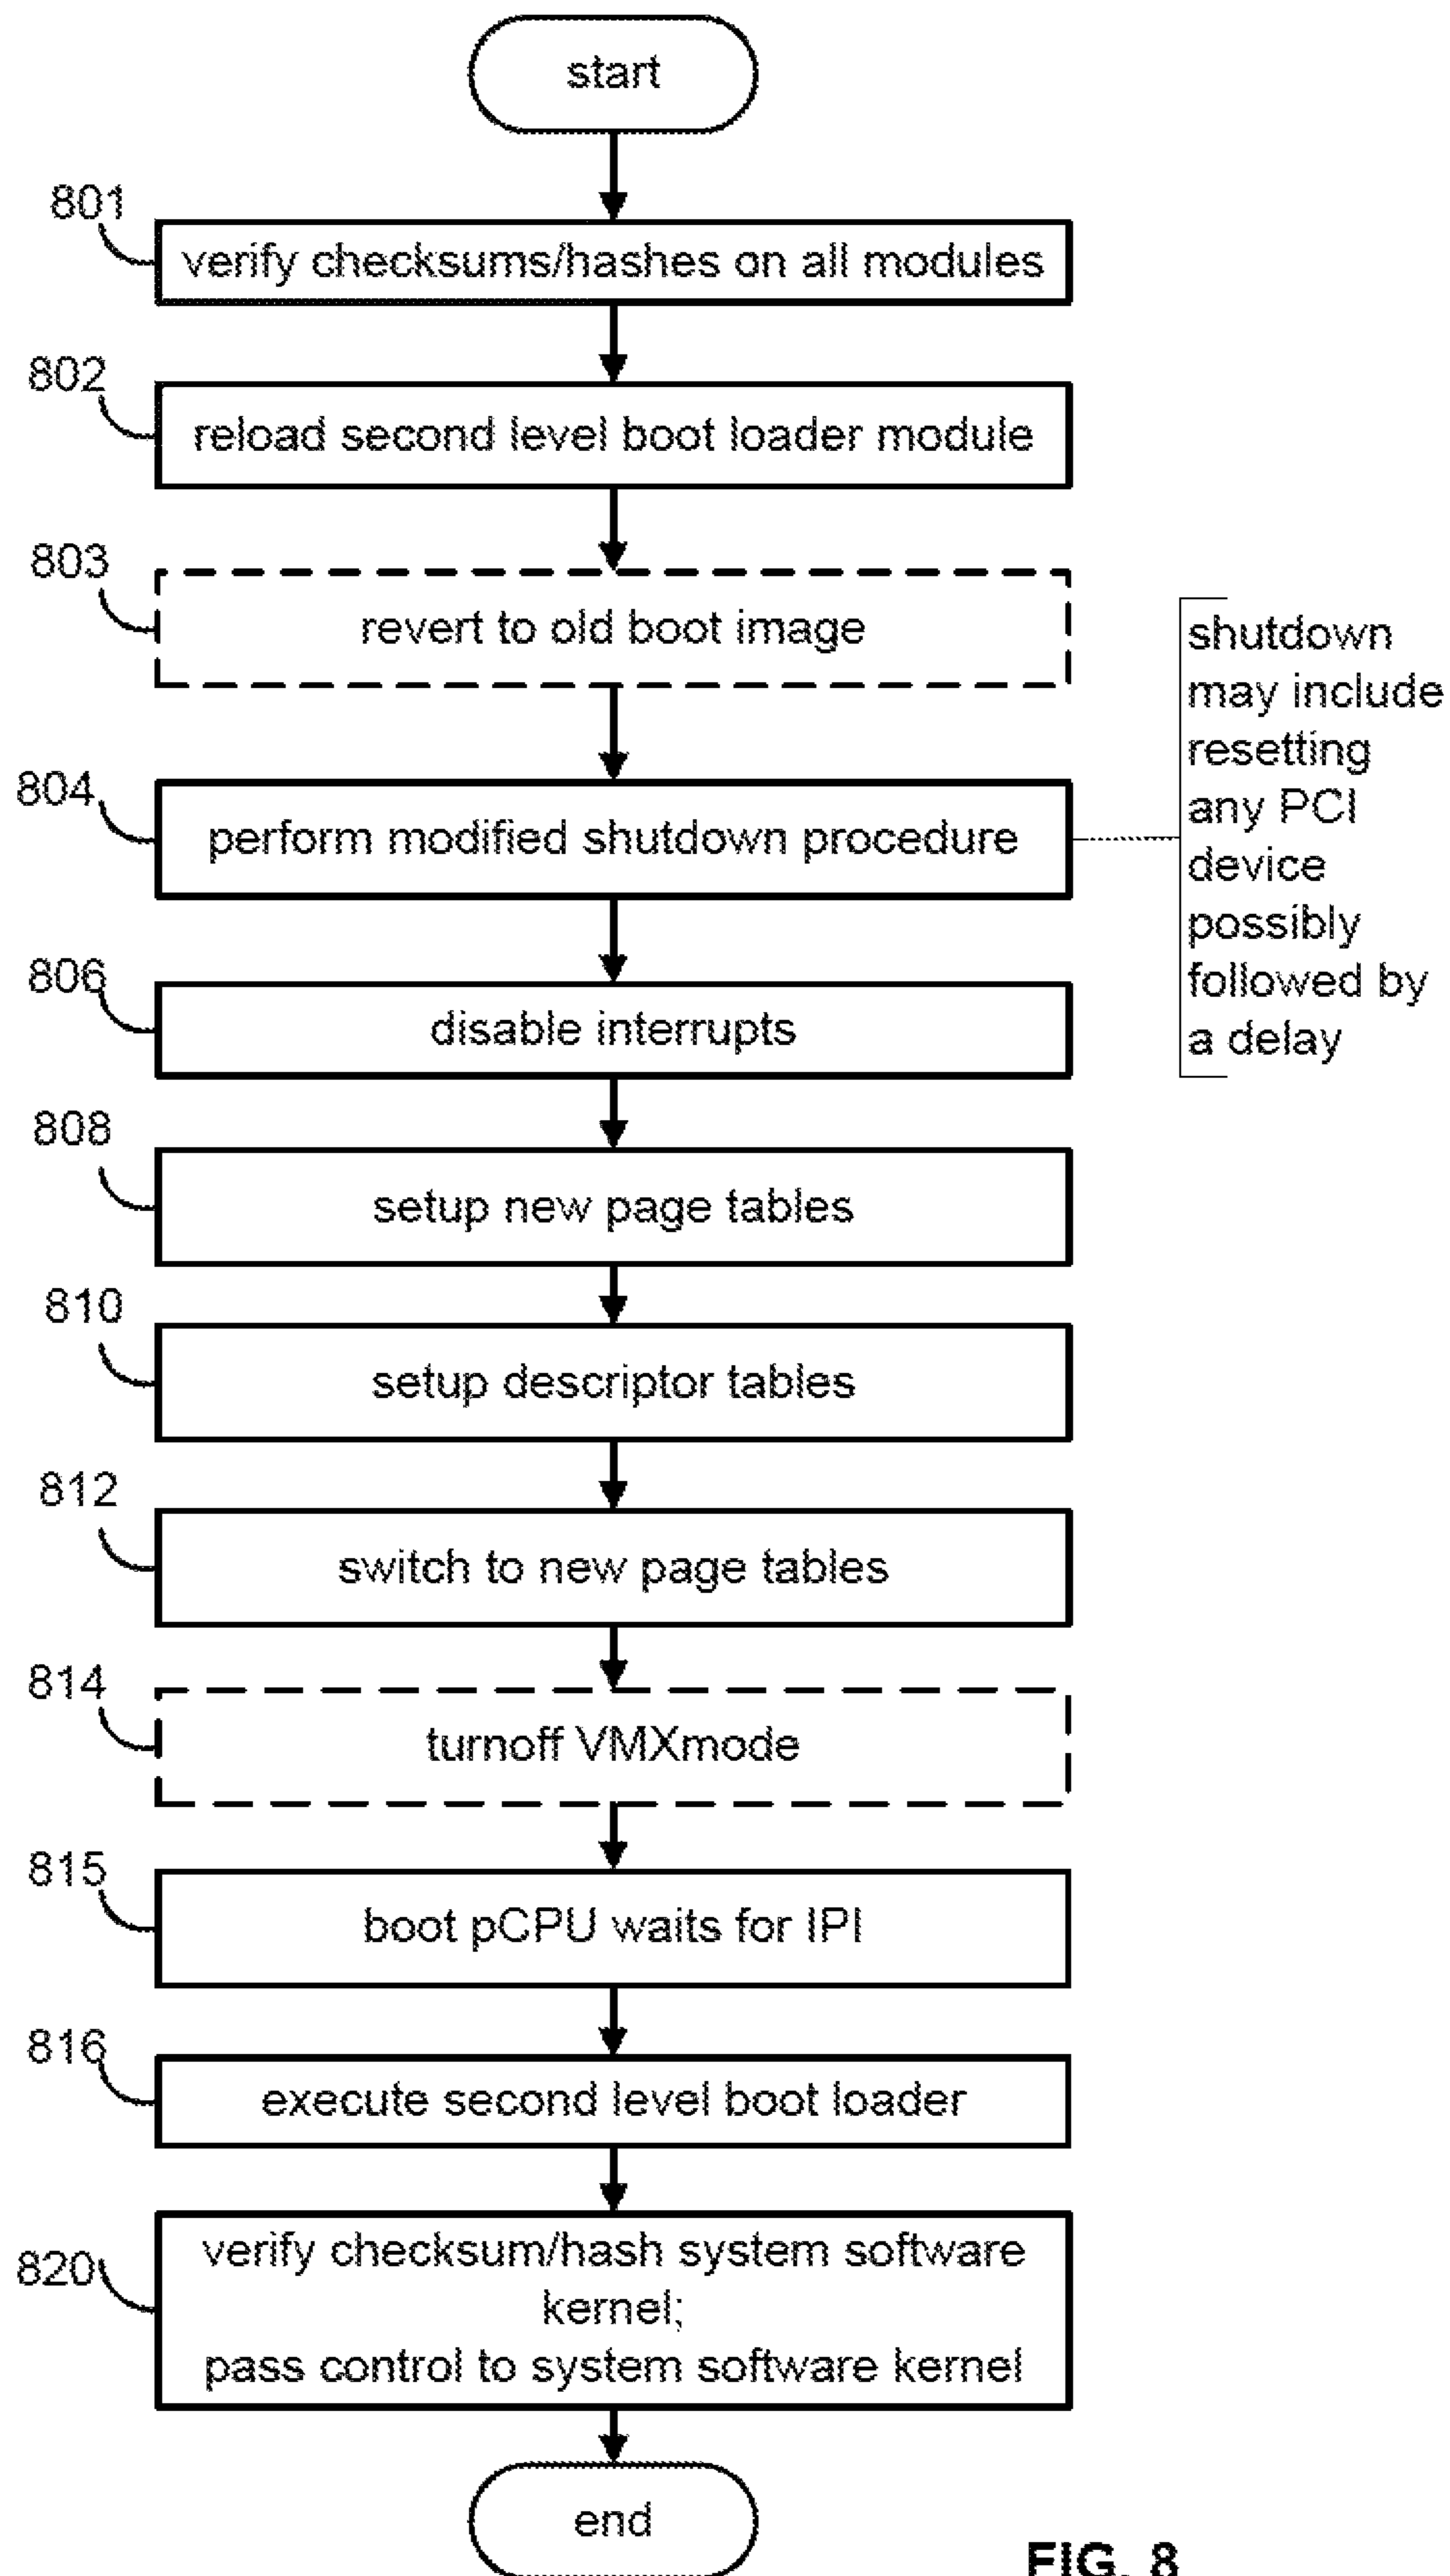 start
801
verify checksums/hashes on all modules
802
reload second level boot loader module
803
revert to old boot image
shutdown
may include
resetting
any PCI
device
possibly
followed by
a delay
804
perform modified shutdown procedure
806
disable interrupts
808
setup new page tables
810
setup descriptor tables
812
switch to new page tables
814
turnoff VMXmode
815
boot pCPU waits for IPI
816
execute second level boot loader
820
verify checksum/hash system software
kernel;
pass control to system software kernel
end
FIG. 8